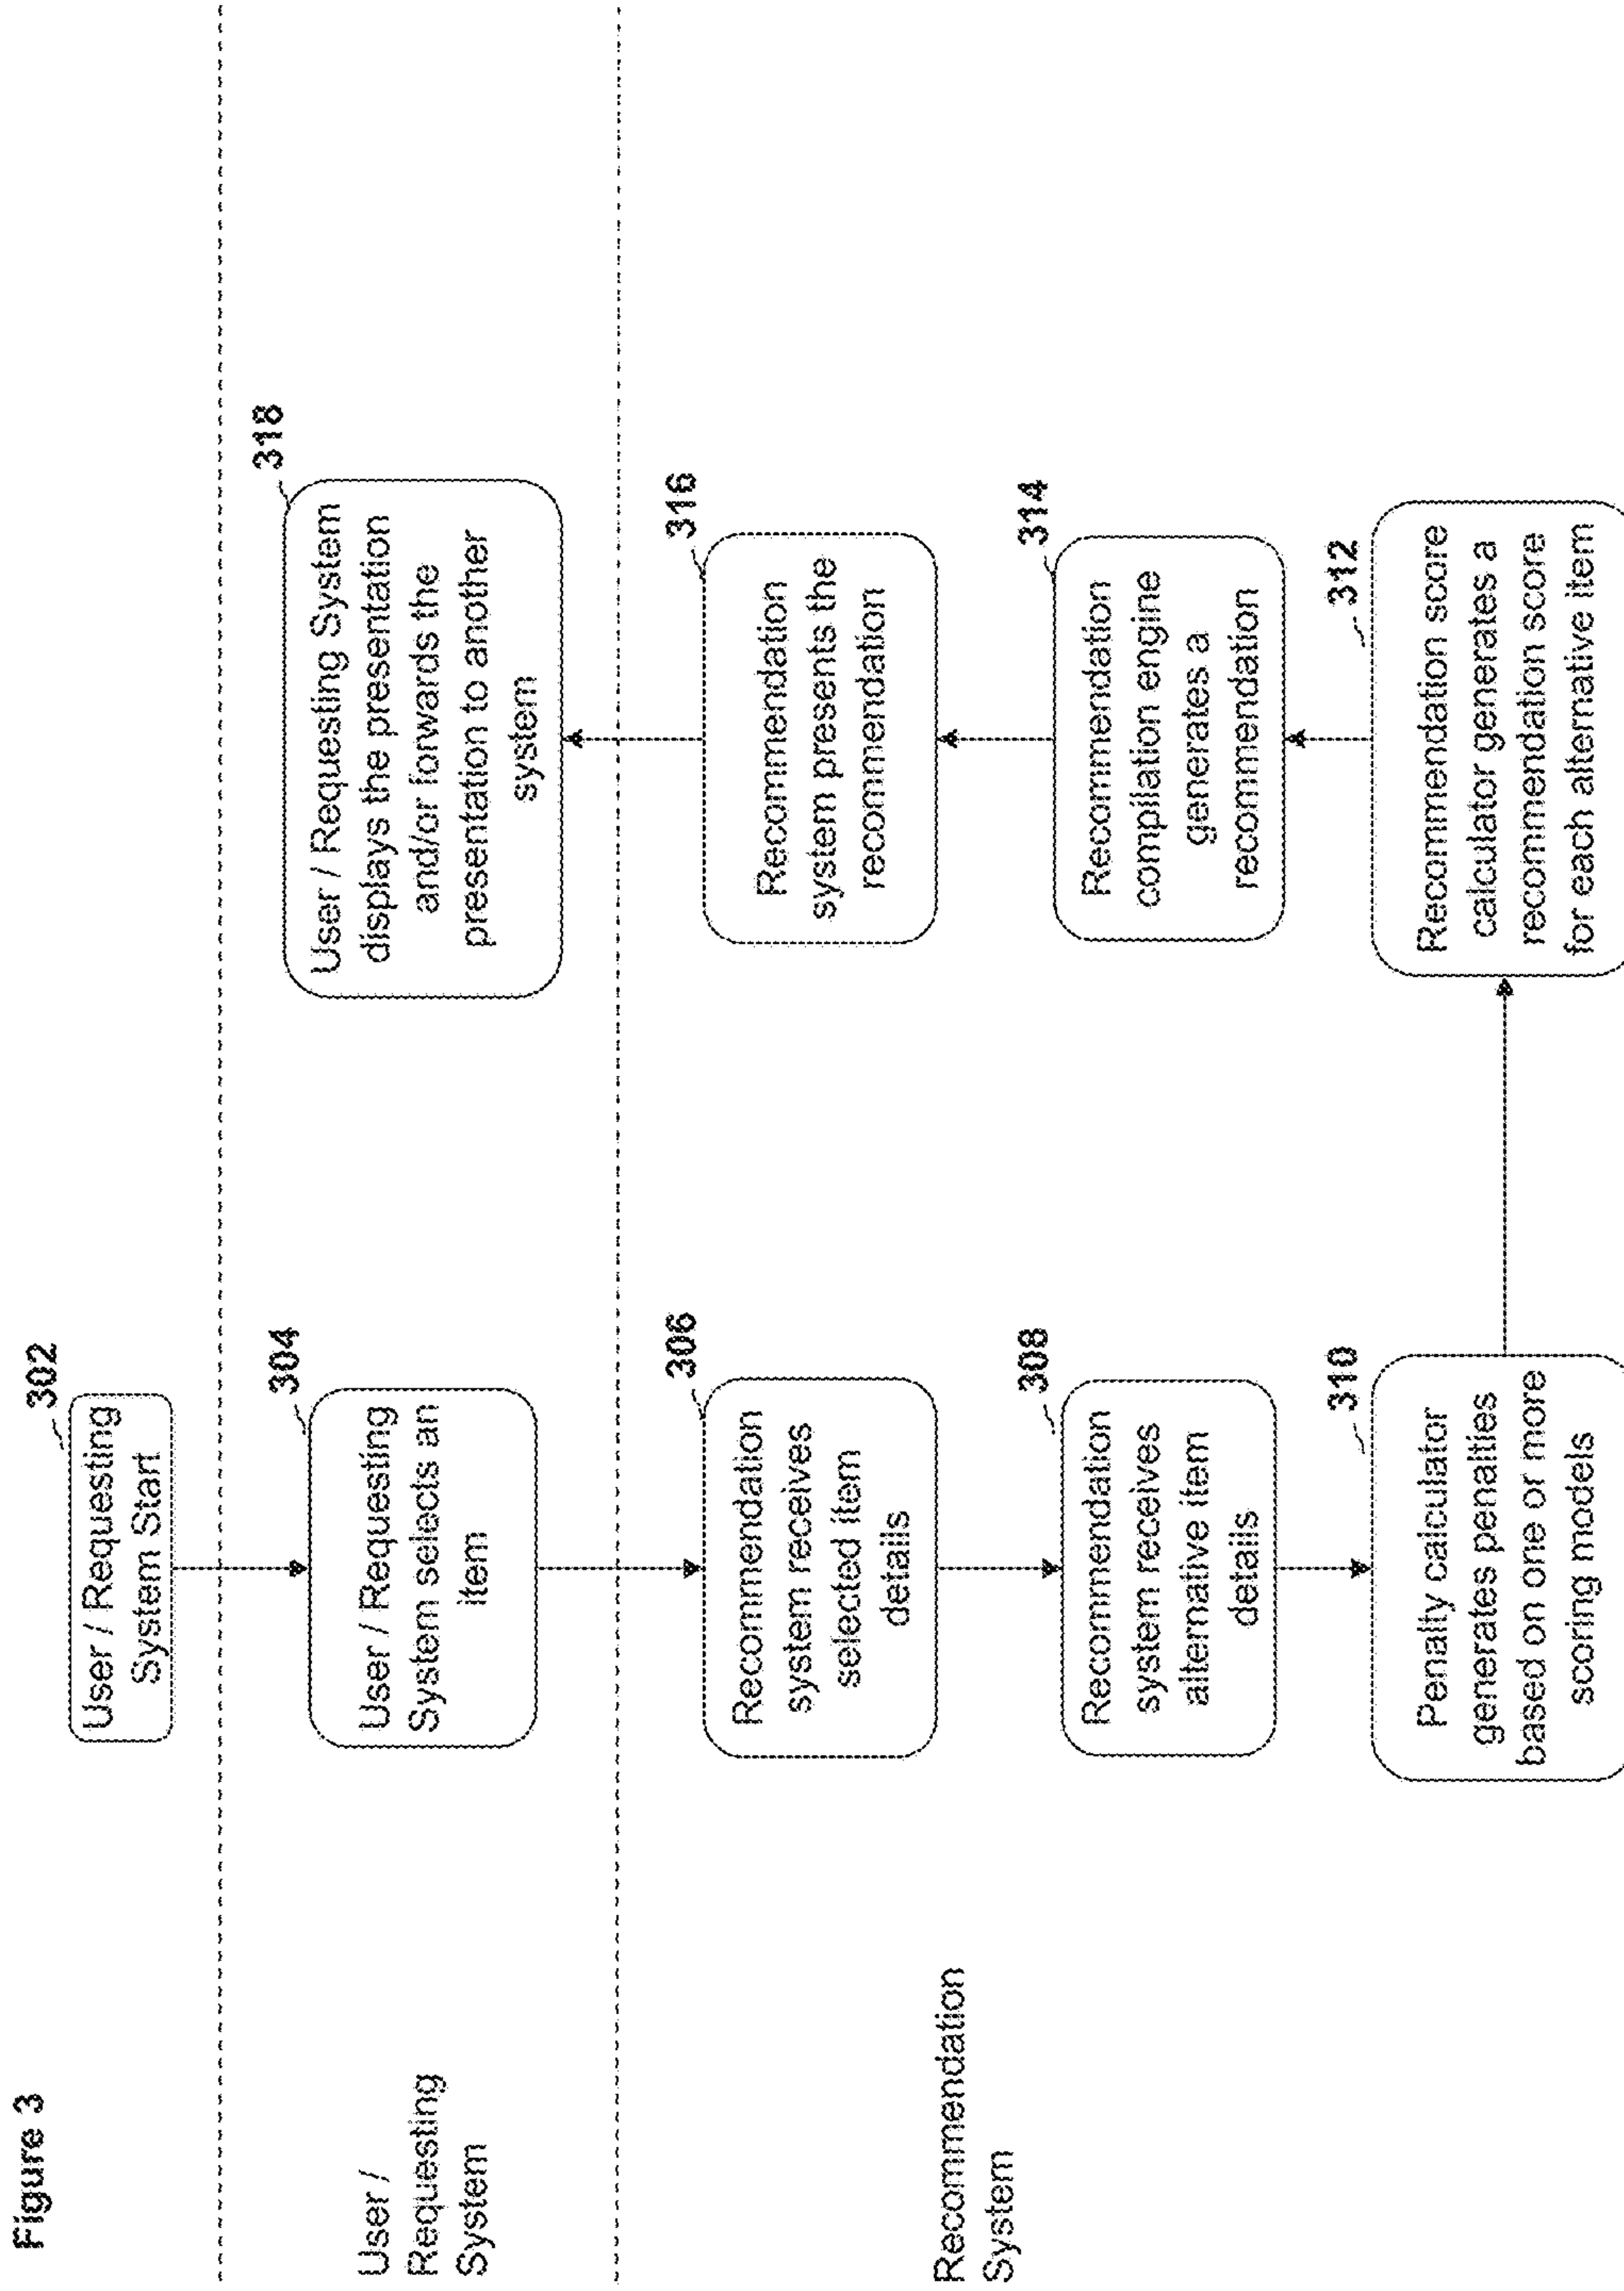 Figure 3
302
User / Requesting
System Start
User /
Requesting
System
304
User / Requesting
System selects an
item
318
User / Requesting System
displays the presentation
and/or forwards the
presentation to another
system
Recommendation
System
306
Recommendation
system receives
selected item
details
308
Recommendation
system receives
alternative item
details
310
Penalty calculator
generates penalties
based on one or more
scoring models
312
Recommendation score
calculator generates a
recommendation score
for each alternative item
314
Recommendation
compilation engine
generates a
recommendation
316
Recommendation
system presents the
recommendation